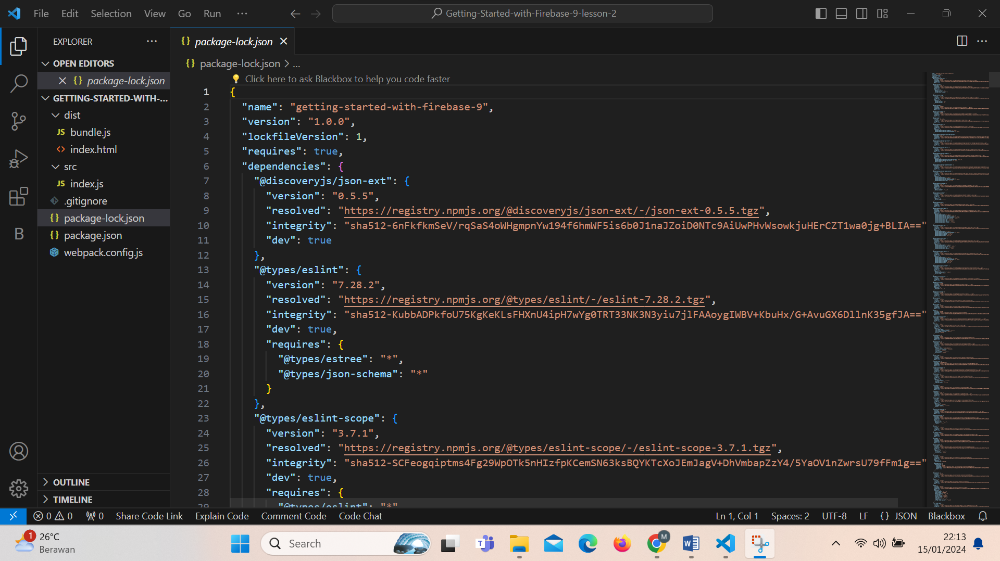 File Edit Selection View Go Run ··· Getting-Started-with-Firebase-9-lesson-2
EXPLORER
OPEN EDITORS
{} package-lock.json
GETTING-STARTED-WITH-...
dist
JS bundle.js
<> index.html
src
JS index.js
.gitignore
{} package-lock.json
{} package.json
webpack.config.js
B
OUTLINE
TIMELINE
{} package-lock.json
{} package-lock.json > ...
Click here to ask Blackbox to help you code faster
1 {
2 "name": "getting-started-with-firebase-9",
3 "version": "1.0.0",
4 "lockfileVersion": 1,
5 "requires": true,
6 "dependencies": {
7 "@discoveryjs/json-ext": {
8 "version": "0.5.5",
9 "resolved": "https://registry.npmjs.org/@discoveryjs/json-ext/-/json-ext-0.5.5.tgz",
10 "integrity": "sha512-6nFkfkmSeV/rqSaS4oWHgmpnYw194f6hmWF5is6b0J1naJZoiD0NTc9AiUwPHvWsowkjuHErCZT1wa0jg+BLIA=="
11 "dev": true
12 },
13 "@types/eslint": {
14 "version": "7.28.2",
15 "resolved": "https://registry.npmjs.org/@types/eslint/-/eslint-7.28.2.tgz",
16 "integrity": "sha512-KubbADPkfoU75KgKeKLsFHXnU4ipH7wYg0TRT33NK3N3yiu7jlFAAoygIWBV+KbuHx/G+AvuGX6DllnK35gfJA=="
17 "dev": true,
18 "requires": {
19 "@types/estree": "*",
20 "@types/json-schema": "*"
21 }
22 },
23 "@types/eslint-scope": {
24 "version": "3.7.1",
25 "resolved": "https://registry.npmjs.org/@types/eslint-scope/-/eslint-scope-3.7.1.tgz",
26 "integrity": "sha512-SCFeogqiptms4Fg29WpOTk5nHIzfpKCemSN63ksBQYKTcXoJEmJagV+DhVmbapZzY4/5YaOV1nZwrsU79fFm1g=="
27 "dev": true,
28 "requires": {
29 "@types/eslint": "*"
0 0 0 Share Code Link Explain Code Comment Code Code Chat Ln 1, Col 1 Spaces: 2 UTF-8 LF {} JSON Blackbox
1 26°C
Berawan
Search
M
22:13
15/01/2024